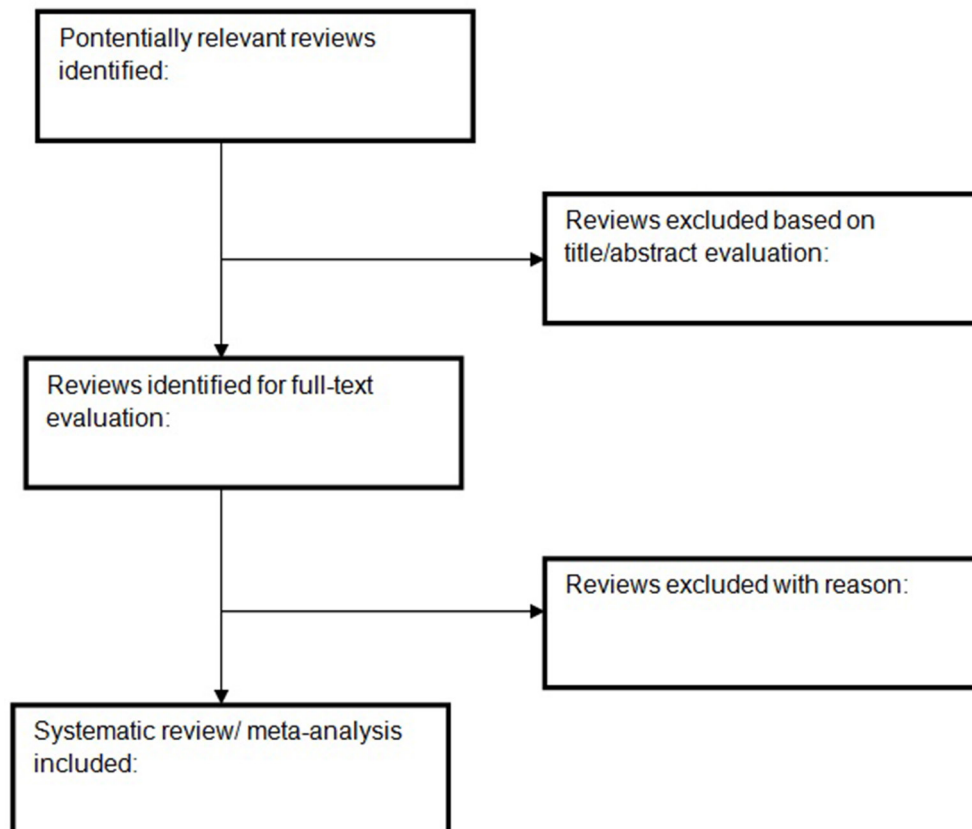 Pontentially relevant reviews
identified:
Reviews excluded based on
title/abstract evaluation:
Reviews identified for full-text
evaluation:
Reviews excluded with reason:
Systematic review/ meta-analysis
included: